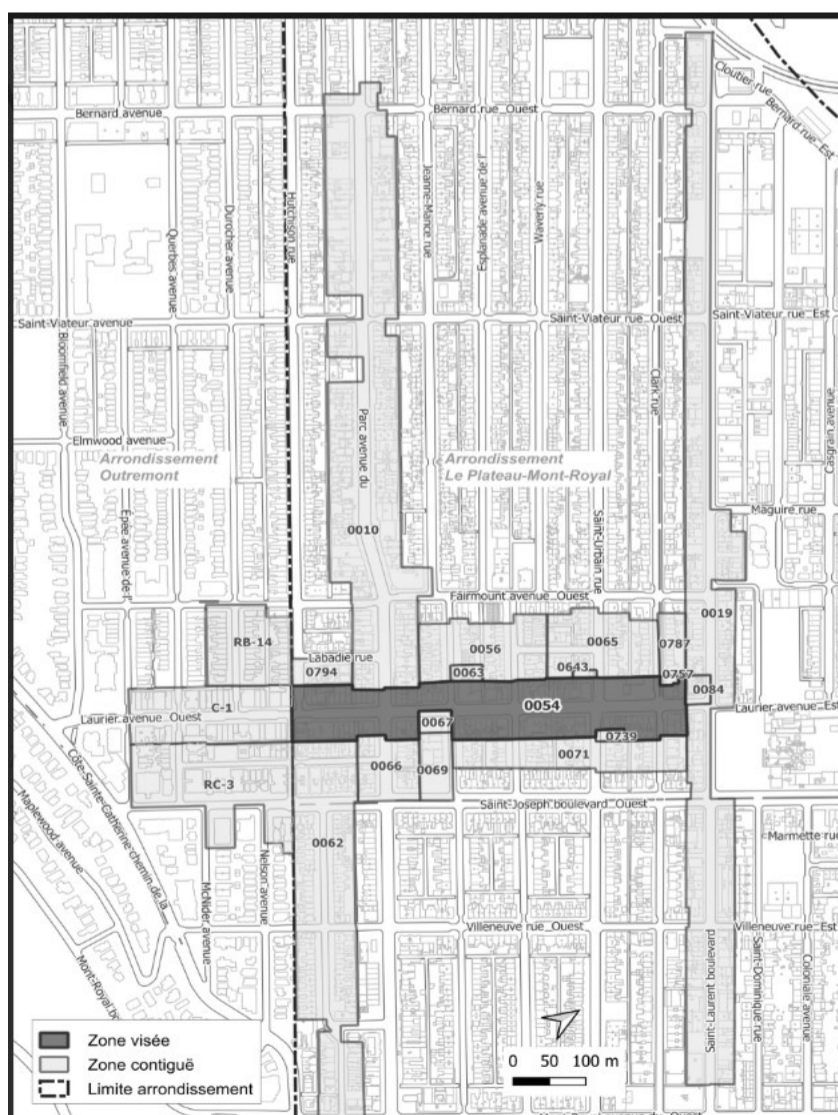 Cloutier rue
Bernard avenue
Bernard rue Ouest
Bernard rue Est
Querbes avenue
Durocher avenue
Hutchison rue
Jeanne-Mance rue
Esplanade avenue de l'
Waverly rue
Saint-Viateur avenue
Saint-Viateur rue Ouest
Saint-Viateur rue Est
Bloomfield avenue
Parc avenue du
Clark rue
Casgrain avenue
Elmwood avenue
Arrondissement
Outremont
Arrondissement
Le Plateau-Mont-Royal
Épée avenue de l'
Saint-Urbain rue
Maguire rue
0010
Fairmount avenue Ouest
0019
RB-14
Labadie rue
0794
0056
0063
0065
0643
0787
0757
0084
C-1
Laurier avenue Ouest
0054
Laurier avenue Est
0067
0739
0066
0069
0071
RC-3
Côte-Sainte-Catherine chemin de la
Saint-Joseph boulevard Ouest
Maplewood avenue
0062
Marmette rue
McNider avenue
Nelson avenue
Villeneuve rue Ouest
Villeneuve rue Est
Saint-Laurent boulevard
Saint-Dominique rue
Coloniale avenue
Zone visée
Zone contiguë
Limite arrondissement
0 50 100 m